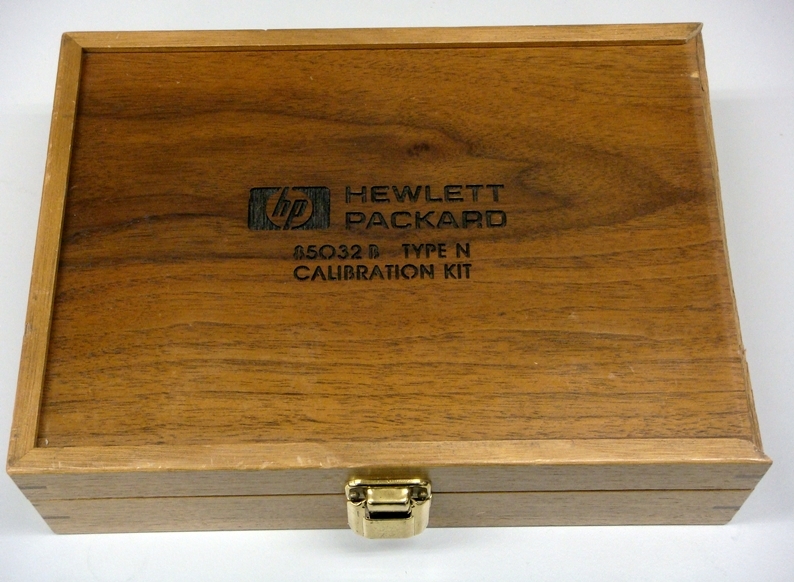 hp HEWLETT
PACKARD
85032B TYPE N
CALIBRATION KIT